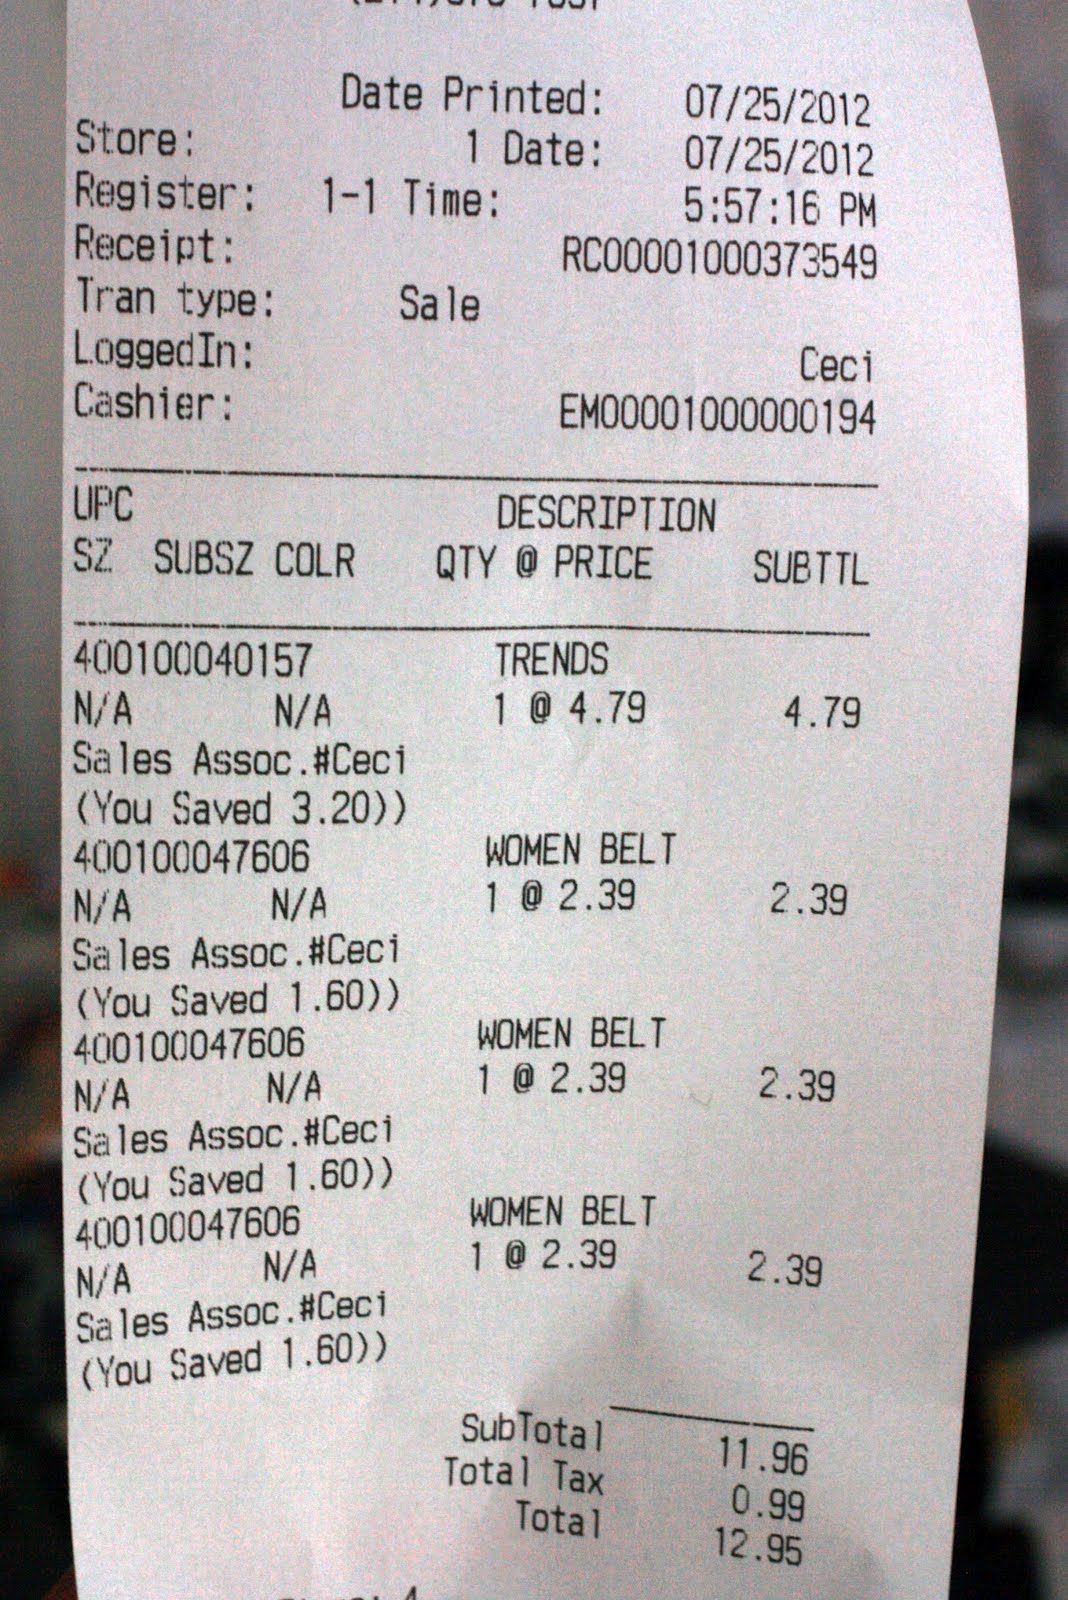 Date Printed: 07/25/2012
Store: 1 Date: 07/25/2012
Register: 1-1 Time: 5:57:16 PM
Receipt: RC00001000373549
Tran type: Sale
LoggedIn: Ceci
Cashier: EM00001000000194
UPC DESCRIPTION
SZ SUBSZ COLR QTY @ PRICE SUBTTL
400100040157 TRENDS
N/A N/A 1 @ 4.79 4.79
Sales Assoc.#Ceci
(You Saved 3.20))
400100047606 WOMEN BELT
N/A N/A 1 @ 2.39 2.39
Sales Assoc.#Ceci
(You Saved 1.60))
400100047606 WOMEN BELT
N/A N/A 1 @ 2.39 2.39
Sales Assoc.#Ceci
(You Saved 1.60))
400100047606 WOMEN BELT
N/A N/A 1 @ 2.39 2.39
Sales Assoc.#Ceci
(You Saved 1.60))
SubTotal 11.96
Total Tax 0.99
Total 12.95